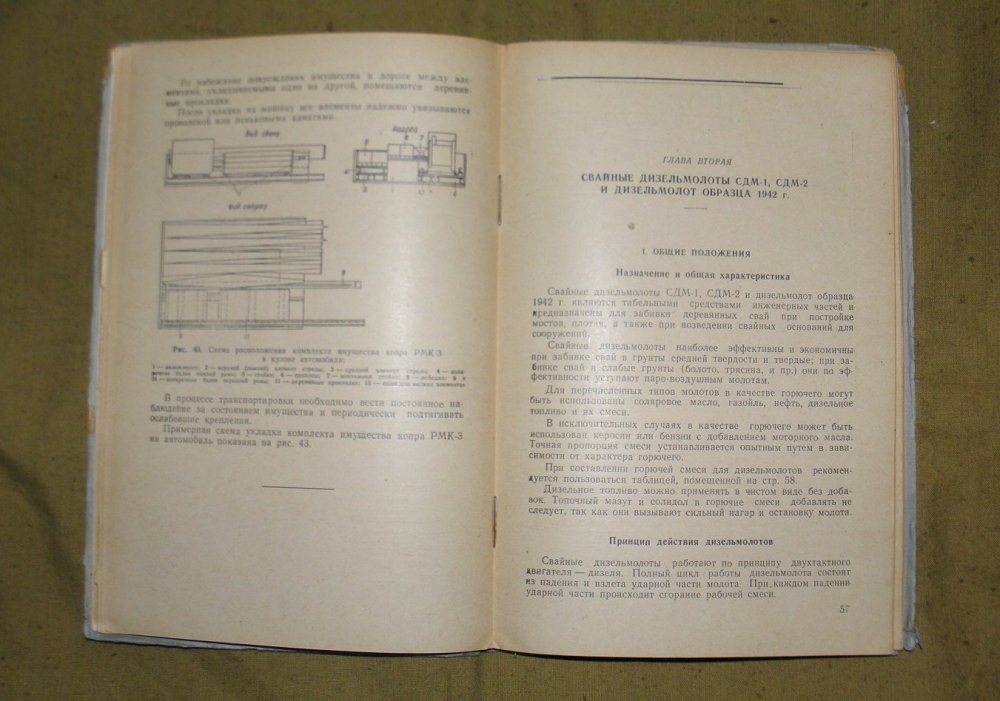 Во избежание повреждения имущества в дороге между эле-
ментами, укладываемыми один на другой, помещаются деревян-
ные прокладки.
После укладки на машину все элементы надежно увязываются
проволокой или пеньковыми канатами.
Вид сбоку
Вид сзади
Вид сверху
Рис. 43. Схема расположения комплекта имущества копра РМК-3
в кузове автомобиля:
В процессе транспортировки необходимо вести постоянное на-
блюдение за состоянием имущества и периодически подтягивать
ослабевшие крепления.
Примерная схема укладки комплекта имущества копра РМК-3
на автомобиль показана на рис. 43.
ГЛАВА ВТОРАЯ
СВАЙНЫЕ ДИЗЕЛЬМОЛОТЫ СДМ-1, СДМ-2
И ДИЗЕЛЬМОЛОТ ОБРАЗЦА 1942 г.
1. ОБЩИЕ ПОЛОЖЕНИЯ
Назначение и общая характеристика
Свайные дизельмолоты СДМ-1, СДМ-2 и дизельмолот образца
1942 г. являются табельными средствами инженерных частей и
предназначены для забивки деревянных свай при постройке
мостов, плотин, а также при возведении свайных оснований для
сооружений.
Свайные дизельмолоты наиболее эффективны и экономичны
при забивке свай в грунты средней твердости и твердые; при за-
бивке свай в слабые грунты (болото, трясина, и пр.) они по эф-
фективности уступают паро-воздушным молотам.
Для перечисленных типов молотов в качестве горючего могут
быть использованы соляровое масло, газойль, нефть, дизельное
топливо и их смеси.
В исключительных случаях в качестве горючего может быть
использован керосин или бензин с добавлением моторного масла.
Точная пропорция смеси устанавливается опытным путем в зави-
симости от характера горючего.
При составлении горючей смеси для дизельмолотов рекомен-
дуется пользоваться таблицей, помещенной на стр. 58.
Дизельное топливо можно применять в чистом виде без доба-
вок. Топочный мазут и солидол в горючие смеси добавлять не
следует, так как они вызывают сильный нагар и остановку молота.
Принцип действия дизельмолотов
Свайные дизельмолоты работают по принципу двухтактного
двигателя — дизеля. Полный цикл работы дизельмолота состоит
из падения и взлета ударной части молота. При каждом падении
ударной части происходит сгорание рабочей смеси.
57